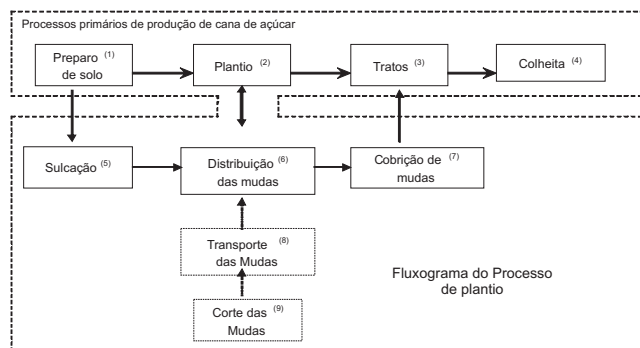 Processos primários de produção de cana de açúcar
Preparo (1)
de solo
Plantio (2)
Tratos (3)
Colheita (4)
Sulcação (5)
Distribuição (6)
das mudas
Cobrição de (7)
mudas
Transporte (8)
das Mudas
Corte das (9)
Mudas
Fluxograma do Processo
de plantio